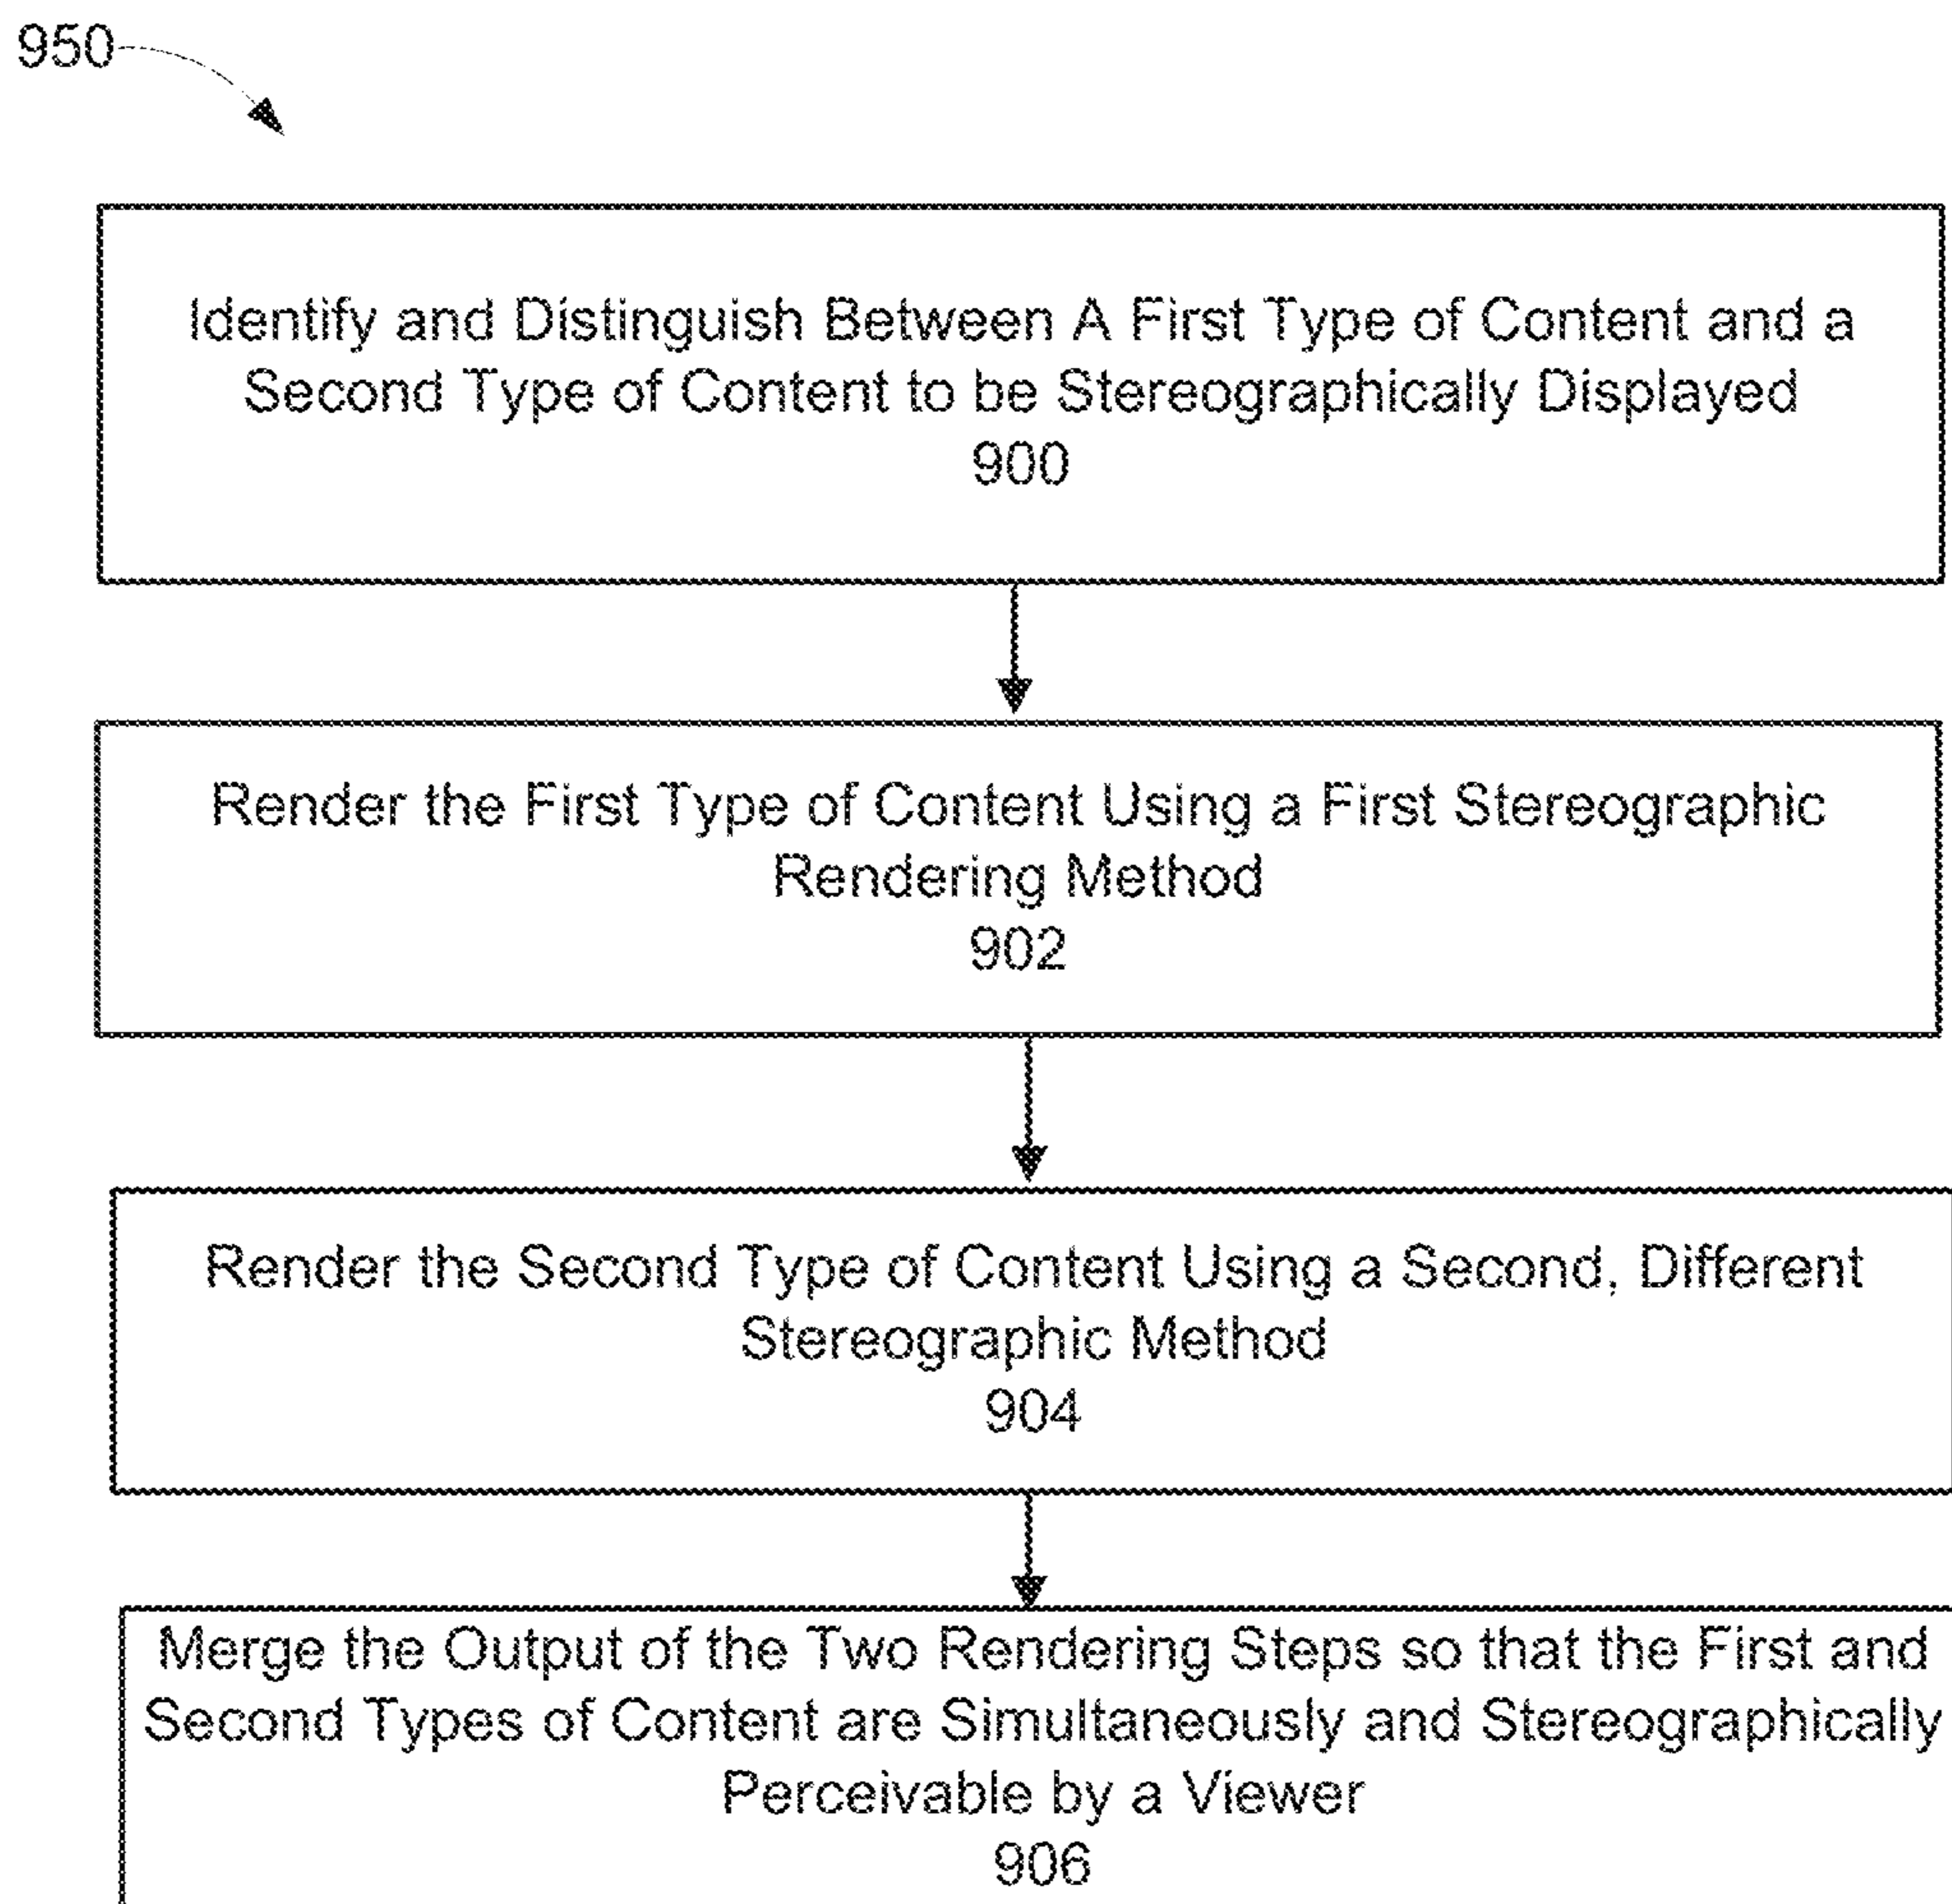 950
Identify and Distinguish Between A First Type of Content and a
Second Type of Content to be Stereographically Displayed
900
Render the First Type of Content Using a First Stereographic
Rendering Method
902
Render the Second Type of Content Using a Second, Different
Stereographic Method
904
Merge the Output of the Two Rendering Steps so that the First and
Second Types of Content are Simultaneously and Stereographically
Perceivable by a Viewer
906